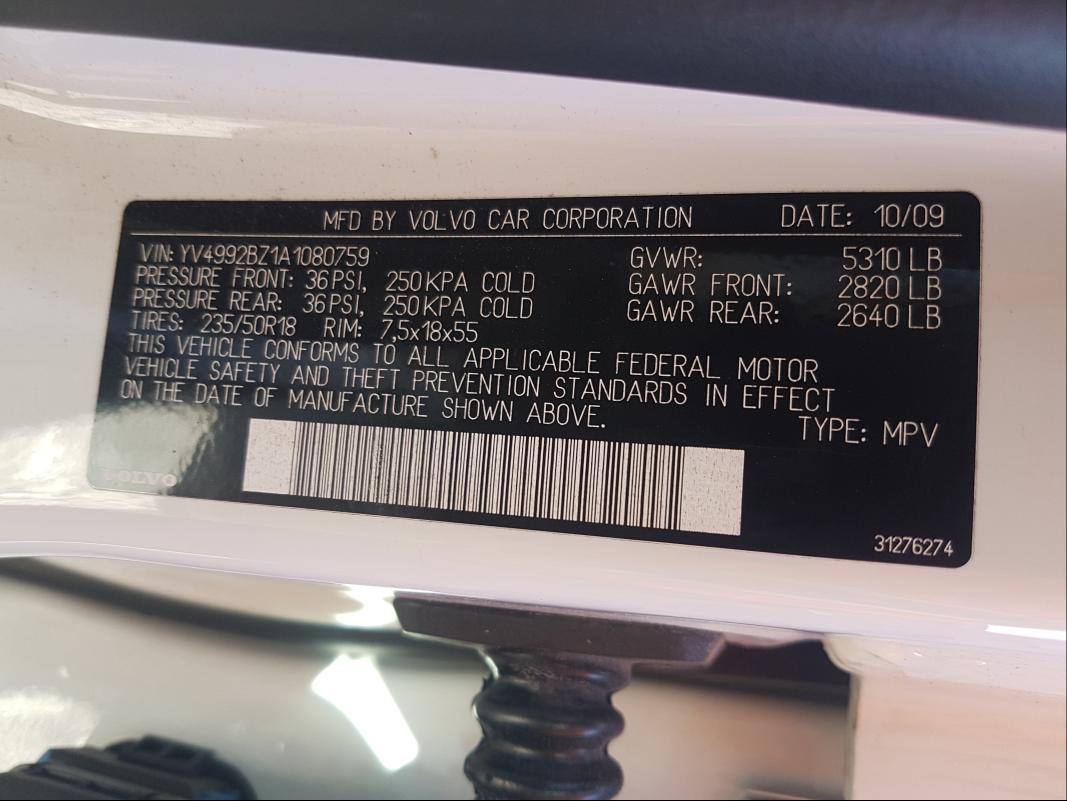 MFD BY VOLVO CAR CORPORATION DATE: 10/09
VIN: YV4992BZ1A1080759 GVWR: 5310 LB
PRESSURE FRONT: 36 PSI, 250 KPA COLD GAWR FRONT: 2820 LB
PRESSURE REAR: 36 PSI, 250 KPA COLD GAWR REAR: 2640 LB
TIRES: 235/50R18 RIM: 7,5x18x55
THIS VEHICLE CONFORMS TO ALL APPLICABLE FEDERAL MOTOR
VEHICLE SAFETY AND THEFT PREVENTION STANDARDS IN EFFECT
ON THE DATE OF MANUFACTURE SHOWN ABOVE.
TYPE: MPV
VOLVO
31276274